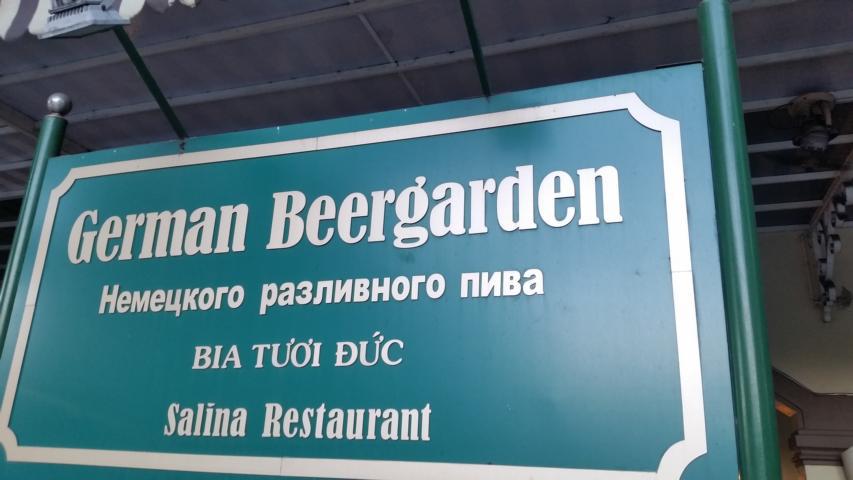 German Beergarden
Немецкого разливного пива
BIA TƯƠI ĐỨC
Salina Restaurant